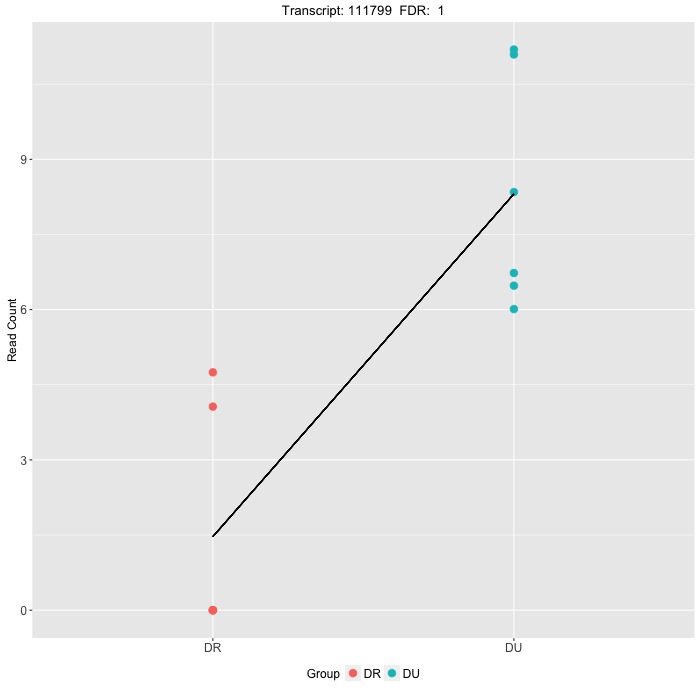 Transcript: 111799 FDR: 1
Read Count
9
6
3
0
DR DU
Group DR DU